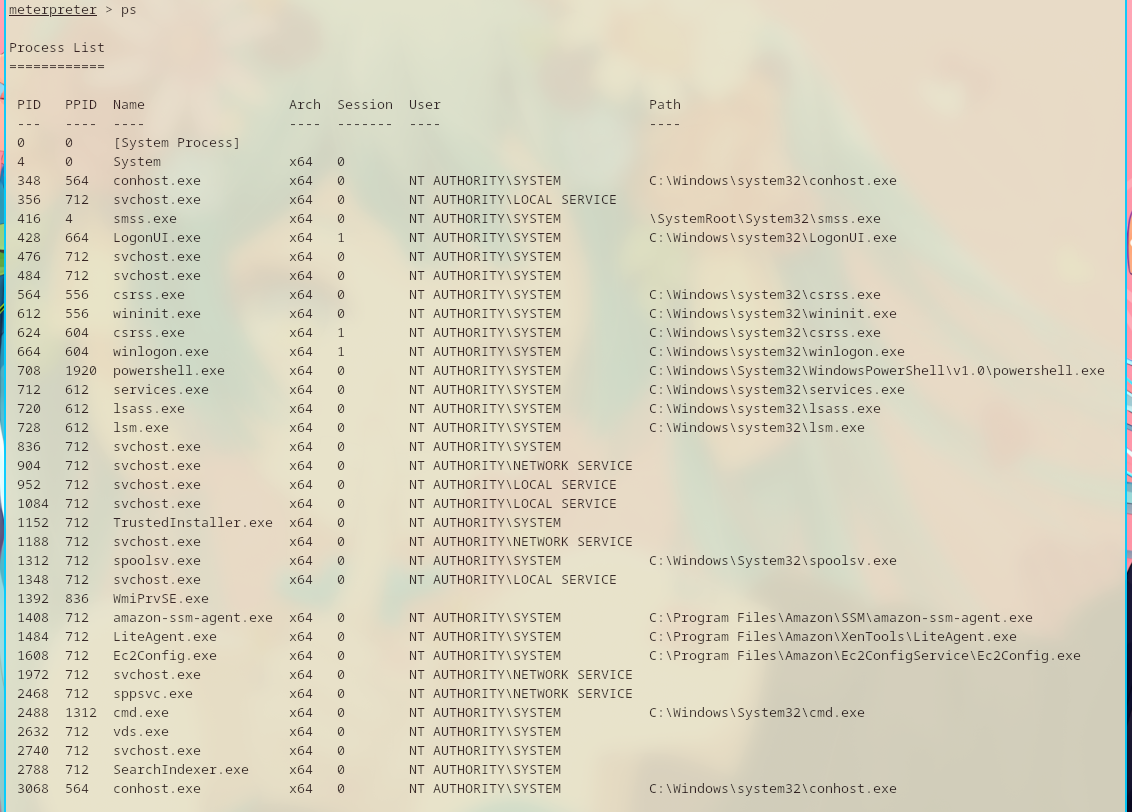 meterpreter > ps
Process List
============
PID PPID Name Arch Session User Path
--- ---- ---- ---- ------- ---- ----
0 0 [System Process]
4 0 System x64 0
348 564 conhost.exe x64 0 NT AUTHORITY\SYSTEM C:\Windows\system32\conhost.exe
356 712 svchost.exe x64 0 NT AUTHORITY\LOCAL SERVICE
416 4 smss.exe x64 0 NT AUTHORITY\SYSTEM \SystemRoot\System32\smss.exe
428 664 LogonUI.exe x64 1 NT AUTHORITY\SYSTEM C:\Windows\system32\LogonUI.exe
476 712 svchost.exe x64 0 NT AUTHORITY\SYSTEM
484 712 svchost.exe x64 0 NT AUTHORITY\SYSTEM
564 556 csrss.exe x64 0 NT AUTHORITY\SYSTEM C:\Windows\system32\csrss.exe
612 556 wininit.exe x64 0 NT AUTHORITY\SYSTEM C:\Windows\system32\wininit.exe
624 604 csrss.exe x64 1 NT AUTHORITY\SYSTEM C:\Windows\system32\csrss.exe
664 604 winlogon.exe x64 1 NT AUTHORITY\SYSTEM C:\Windows\system32\winlogon.exe
708 1920 powershell.exe x64 0 NT AUTHORITY\SYSTEM C:\Windows\System32\WindowsPowerShell\v1.0\powershell.exe
712 612 services.exe x64 0 NT AUTHORITY\SYSTEM C:\Windows\system32\services.exe
720 612 lsass.exe x64 0 NT AUTHORITY\SYSTEM C:\Windows\system32\lsass.exe
728 612 lsm.exe x64 0 NT AUTHORITY\SYSTEM C:\Windows\system32\lsm.exe
836 712 svchost.exe x64 0 NT AUTHORITY\SYSTEM
904 712 svchost.exe x64 0 NT AUTHORITY\NETWORK SERVICE
952 712 svchost.exe x64 0 NT AUTHORITY\LOCAL SERVICE
1084 712 svchost.exe x64 0 NT AUTHORITY\LOCAL SERVICE
1152 712 TrustedInstaller.exe x64 0 NT AUTHORITY\SYSTEM
1188 712 svchost.exe x64 0 NT AUTHORITY\NETWORK SERVICE
1312 712 spoolsv.exe x64 0 NT AUTHORITY\SYSTEM C:\Windows\System32\spoolsv.exe
1348 712 svchost.exe x64 0 NT AUTHORITY\LOCAL SERVICE
1392 836 WmiPrvSE.exe
1408 712 amazon-ssm-agent.exe x64 0 NT AUTHORITY\SYSTEM C:\Program Files\Amazon\SSM\amazon-ssm-agent.exe
1484 712 LiteAgent.exe x64 0 NT AUTHORITY\SYSTEM C:\Program Files\Amazon\XenTools\LiteAgent.exe
1608 712 Ec2Config.exe x64 0 NT AUTHORITY\SYSTEM C:\Program Files\Amazon\Ec2ConfigService\Ec2Config.exe
1972 712 svchost.exe x64 0 NT AUTHORITY\NETWORK SERVICE
2468 712 sppsvc.exe x64 0 NT AUTHORITY\NETWORK SERVICE
2488 1312 cmd.exe x64 0 NT AUTHORITY\SYSTEM C:\Windows\System32\cmd.exe
2632 712 vds.exe x64 0 NT AUTHORITY\SYSTEM
2740 712 svchost.exe x64 0 NT AUTHORITY\SYSTEM
2788 712 SearchIndexer.exe x64 0 NT AUTHORITY\SYSTEM
3068 564 conhost.exe x64 0 NT AUTHORITY\SYSTEM C:\Windows\system32\conhost.exe